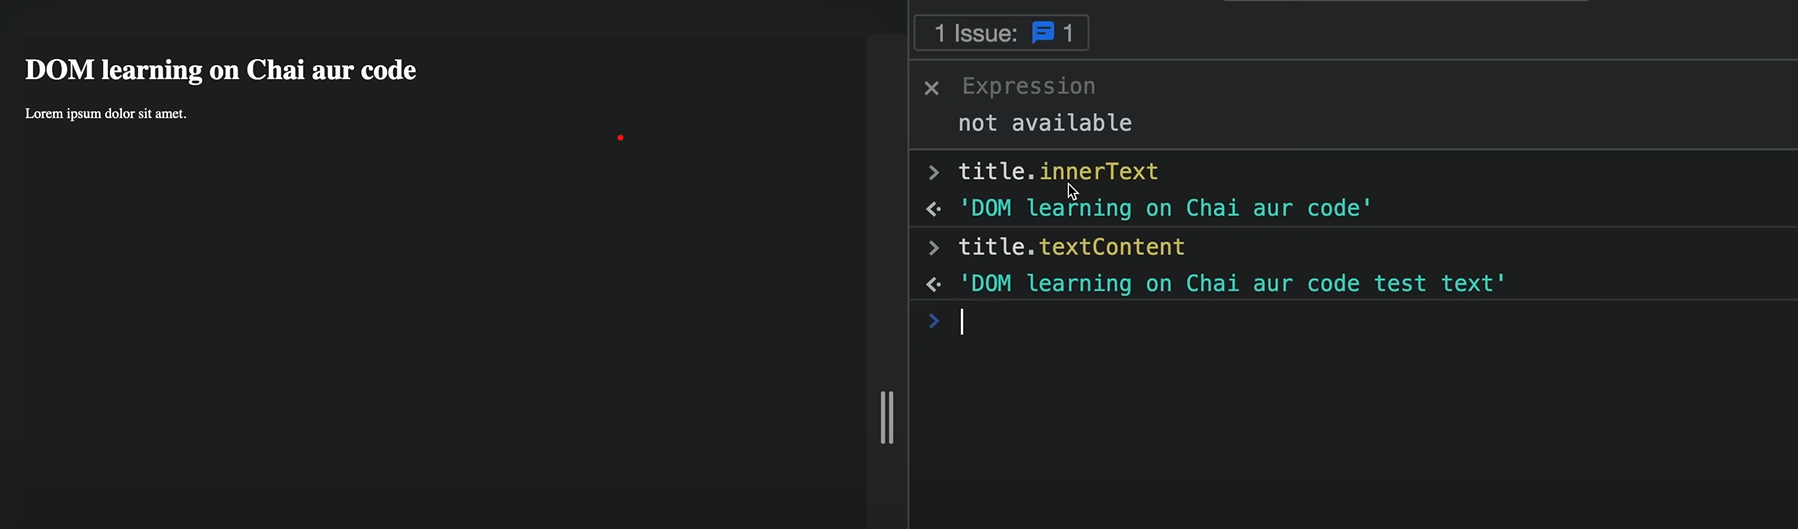 DOM learning on Chai aur code
Lorem ipsum dolor sit amet.
1 Issue: 1
Expression
not available
title.innerText
'DOM learning on Chai aur code'
title.textContent
'DOM learning on Chai aur code test text'